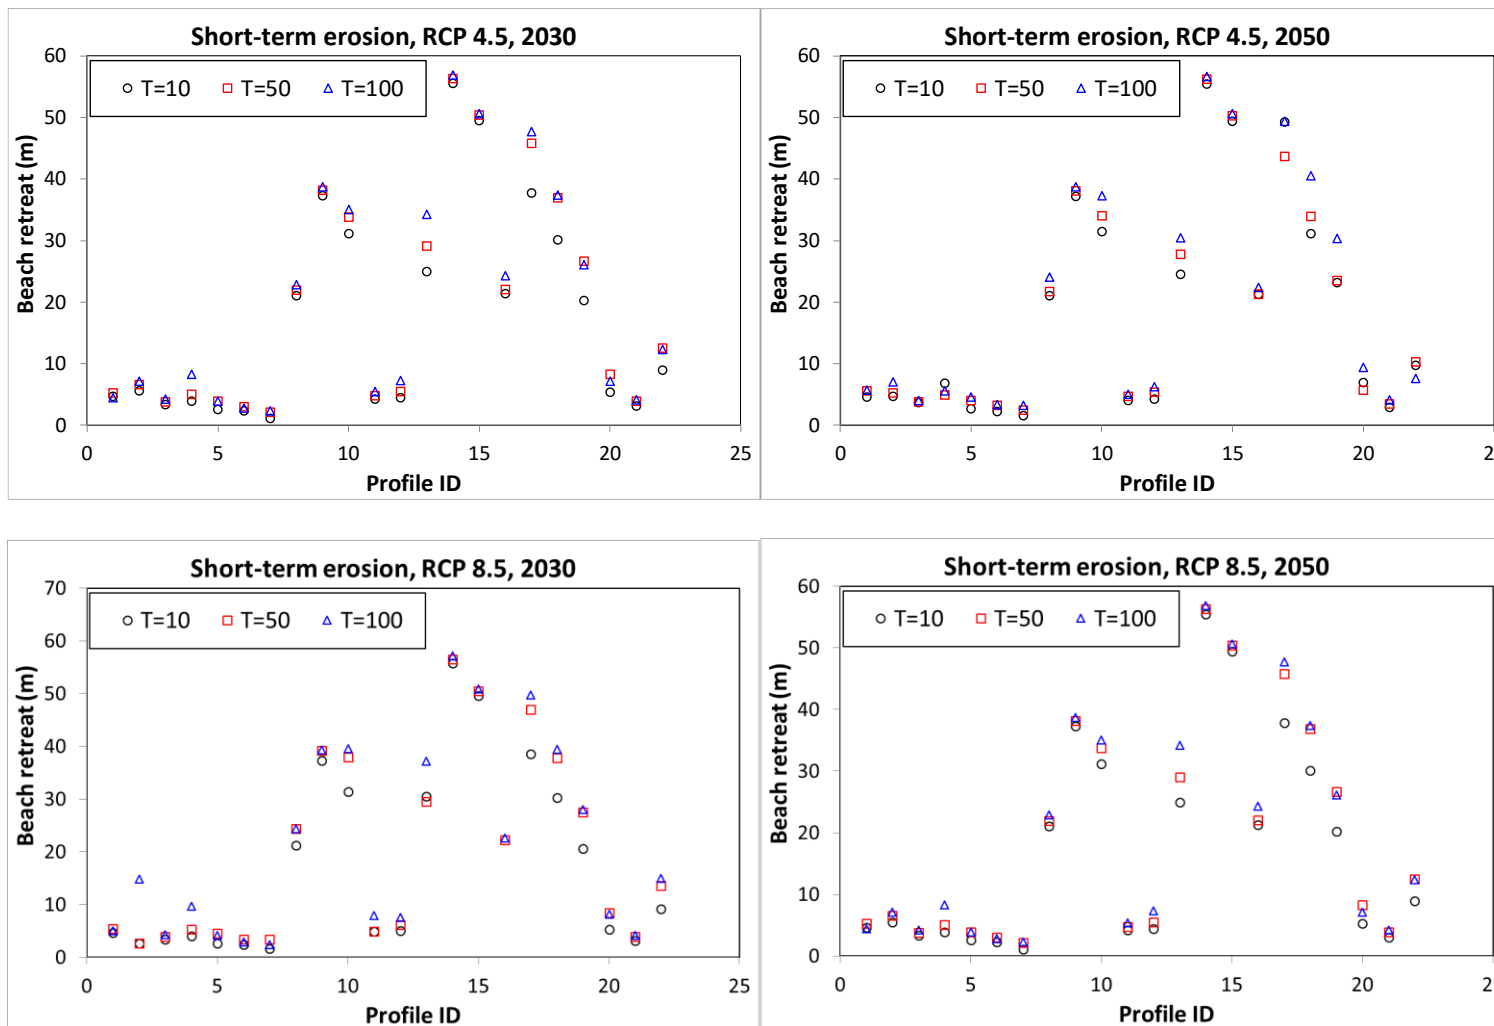 Short-term erosion, RCP 4.5, 2030
T=10 T=50 T=100
60
50
40
30
20
10
0
Beach retreat (m)
0 5 10 15 20 25
Profile ID
Short-term erosion, RCP 4.5, 2050
T=10 T=50 T=100
60
50
40
30
20
10
0
Beach retreat (m)
0 5 10 15 20 2
Profile ID
Short-term erosion, RCP 8.5, 2030
T=10 T=50 T=100
70
60
50
40
30
20
10
0
Beach retreat (m)
0 5 10 15 20 25
Profile ID
Short-term erosion, RCP 8.5, 2050
T=10 T=50 T=100
60
50
40
30
20
10
0
Beach retreat (m)
0 5 10 15 20 2
Profile ID